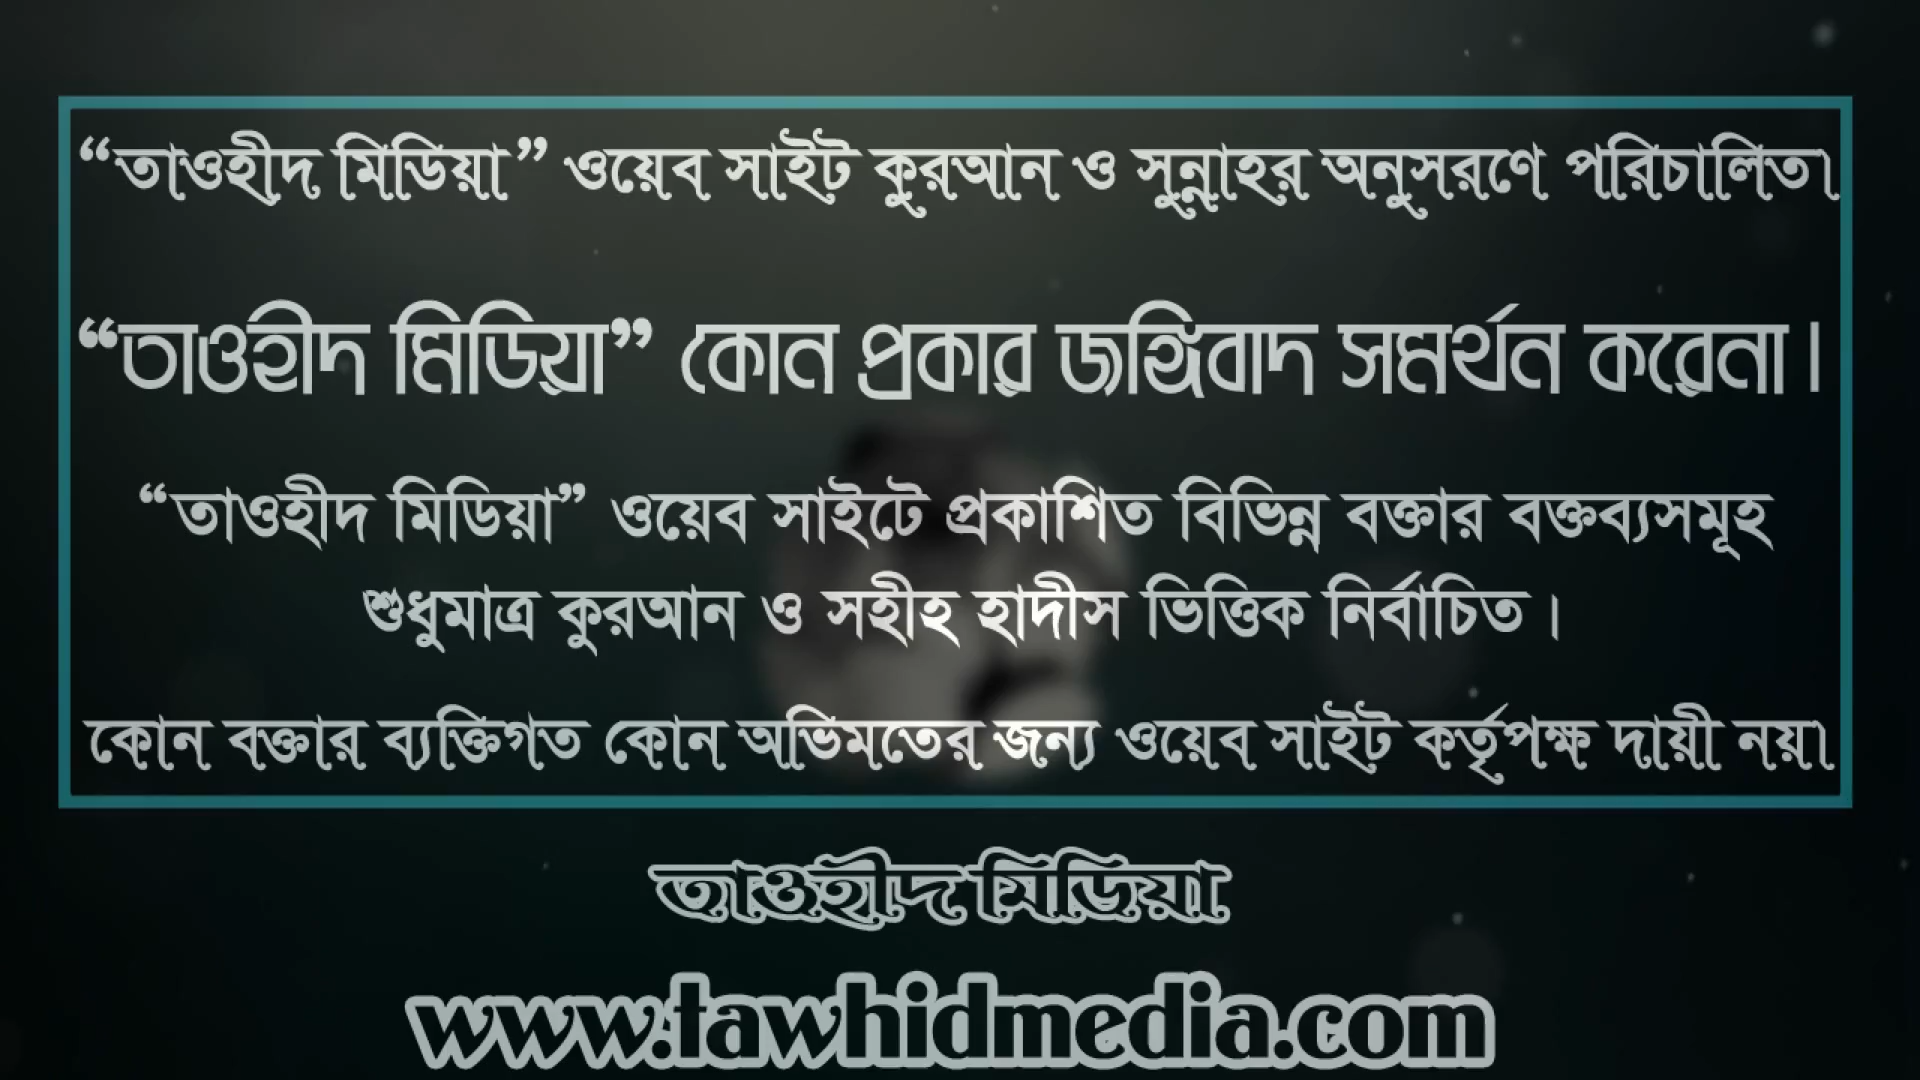 “তাওহীদ মিডিয়া” ওয়েব সাইট কুরআন ও সুন্নাহর অনুসরণে পরিচালিত।
“তাওহীদ মিডিয়া” কোন প্রকার জঙ্গিবাদ সমর্থন করেনা।
“তাওহীদ মিডিয়া” ওয়েব সাইটে প্রকাশিত বিভিন্ন বক্তার বক্তব্যসমূহ
শুধুমাত্র কুরআন ও সহীহ হাদীস ভিত্তিক নির্বাচিত।
কোন বক্তার ব্যক্তিগত কোন অভিমতের জন্য ওয়েব সাইট কর্তৃপক্ষ দায়ী নয়।
তাওহীদ মিডিয়া
www.tawhidmedia.com